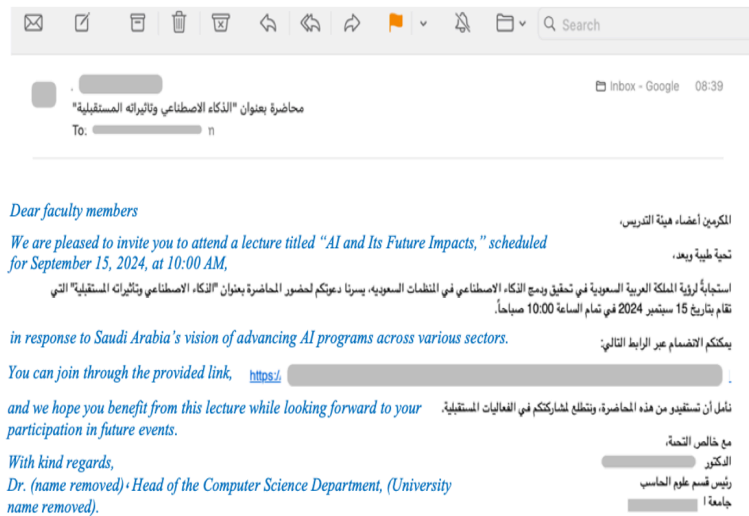 Search
Inbox - Google 08:39
محاضرة بعنوان "الذكاء الاصطناعي وتاثيراته المستقبلية"
To:
Dear faculty members
المكرمين أعضاء هيئة التدريس،
تحية طيبة وبعد،
We are pleased to invite you to attend a lecture titled “AI and Its Future Impacts,” scheduled
for September 15, 2024, at 10:00 AM,
استجابةً لرؤية المملكة العربية السعودية في تحقيق ودمج الذكاء الاصطناعي في المنظمات السعوديه، يسرنا دعوتكم لحضور المحاضرة بعنوان "الذكاء الاصطناعي وتأثيراته المستقبلية" التي
تقام بتاريخ 15 سبتمبر 2024 في تمام الساعة 10:00 صباحاً.
in response to Saudi Arabia’s vision of advancing AI programs across various sectors.
يمكنكم الانضمام عبر الرابط التالي:
You can join through the provided link, https:/
and we hope you benefit from this lecture while looking forward to your
participation in future events.
نأمل أن تستفيدو من هذه المحاضرة، ونتطلع لمشاركتكم في الفعاليات المستقبلية.
مع خالص التحية،
With kind regards,
الدكتور
Dr. (name removed)، Head of the Computer Science Department, (University
name removed).
رئيس قسم علوم الحاسب
جامعة ا